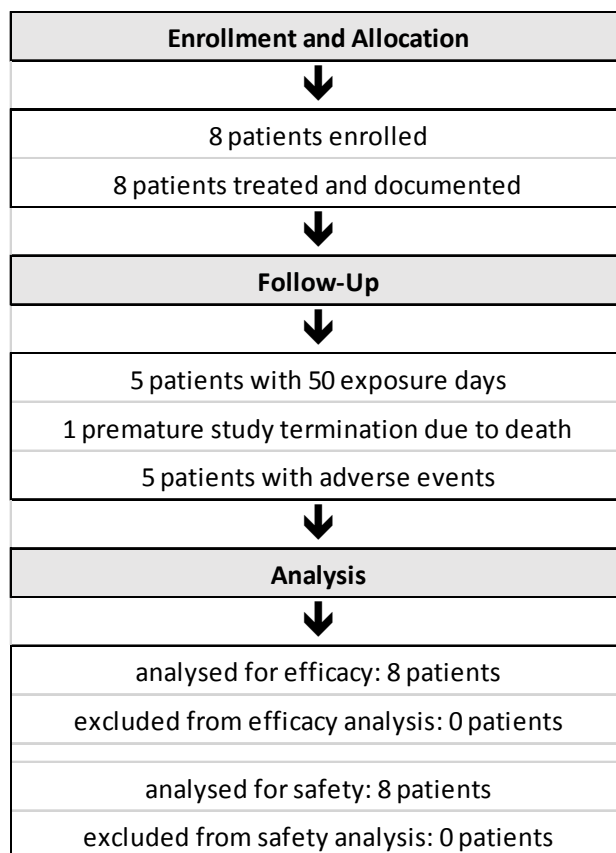 Enrollment and Allocation
8 patients enrolled
8 patients treated and documented
Follow-Up
5 patients with 50 exposure days
1 premature study termination due to death
5 patients with adverse events
Analysis
analysed for efficacy: 8 patients
excluded from efficacy analysis: 0 patients
analysed for safety: 8 patients
excluded from safety analysis: 0 patients